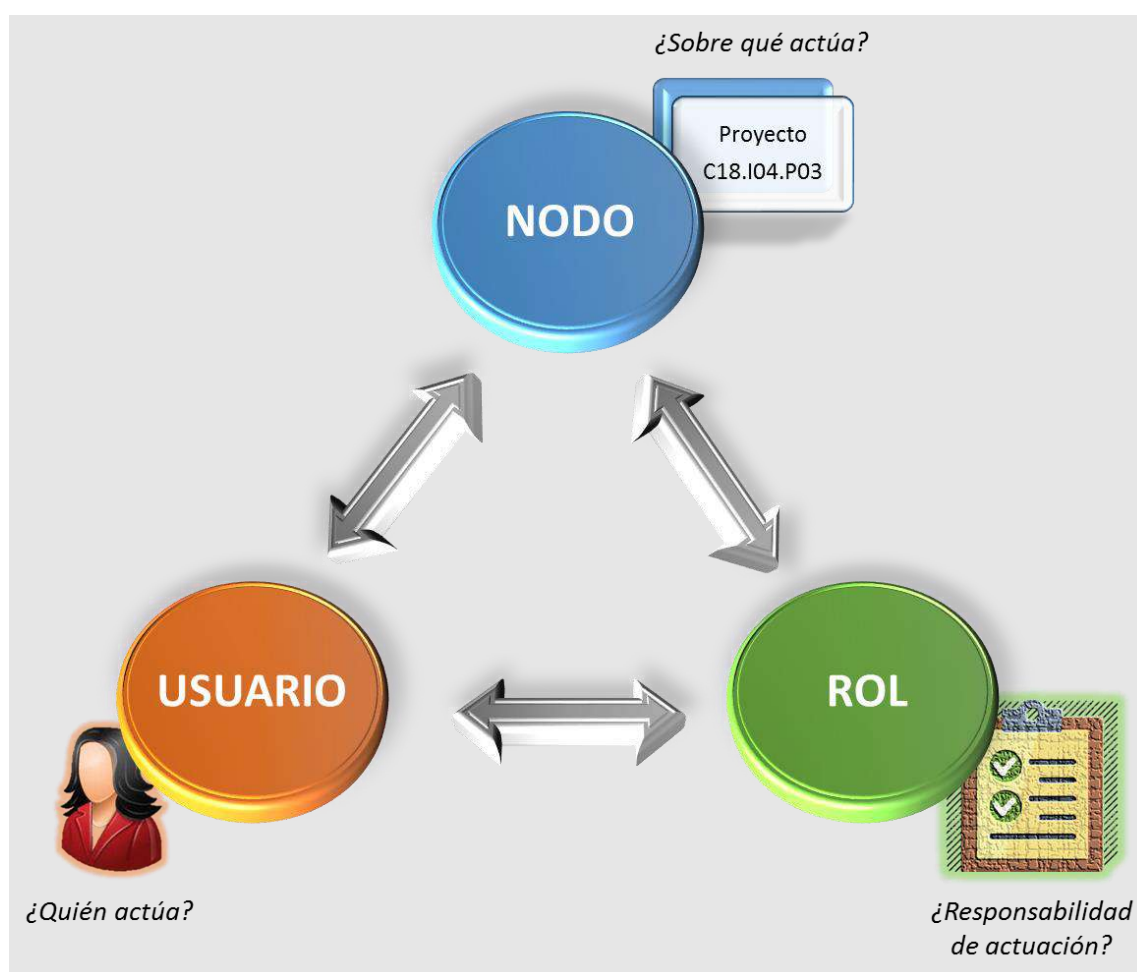 ¿Sobre qué actúa?
Proyecto
C18.I04.P03
NODO
USUARIO
ROL
¿Quién actúa?
¿Responsabilidad
de actuación?